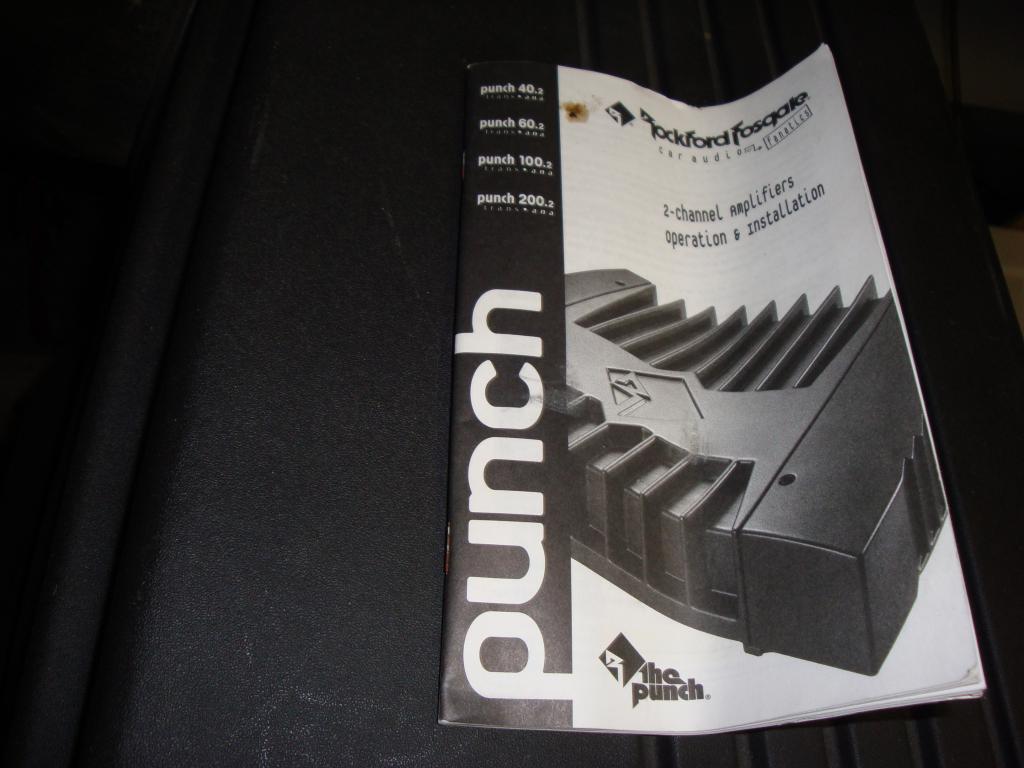 punch 40.2
trans•ana
punch 60.2
trans•ana
punch 100.2
trans•ana
punch 200.2
trans•ana
punch
Rockford Fosgate
car audio fanatics
2-channel Amplifiers
Operation & Installation
the
punch®